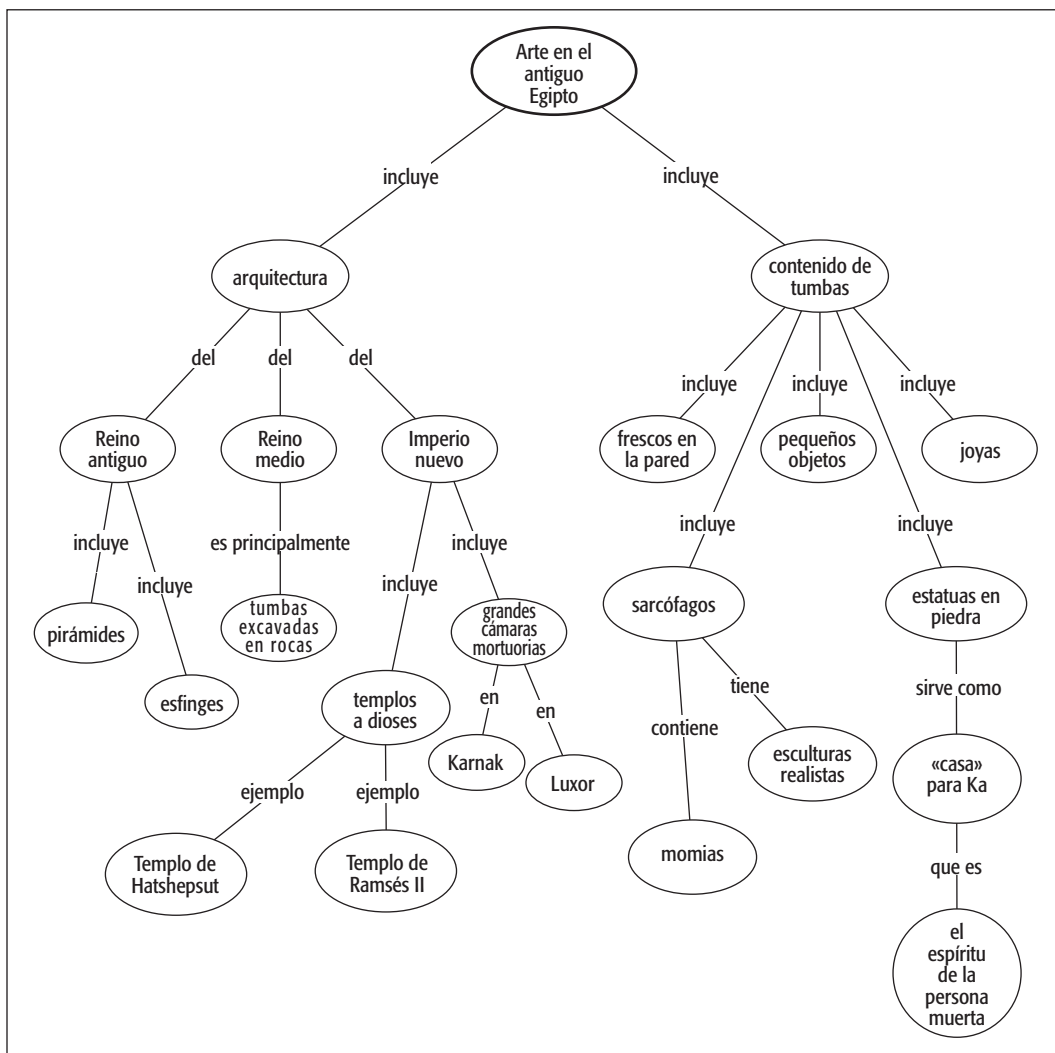 Arte en el
antiguo
Egipto
incluye
incluye
arquitectura
contenido de
tumbas
del
del
del
incluye
incluye
incluye
Reino
antiguo
Reino
medio
Imperio
nuevo
frescos en
la pared
pequeños
objetos
joyas
incluye
incluye
es principalmente
incluye
incluye
incluye
incluye
pirámides
esfinges
tumbas
excavadas
en rocas
templos
a dioses
grandes
cámaras
mortuorias
sarcófagos
estatuas en
piedra
en
en
contiene
tiene
sirve como
Karnak
Luxor
esculturas
realistas
«casa»
para Ka
ejemplo
ejemplo
Templo de
Hatshepsut
Templo de
Ramsés II
momias
que es
el
espíritu
de la
persona
muerta